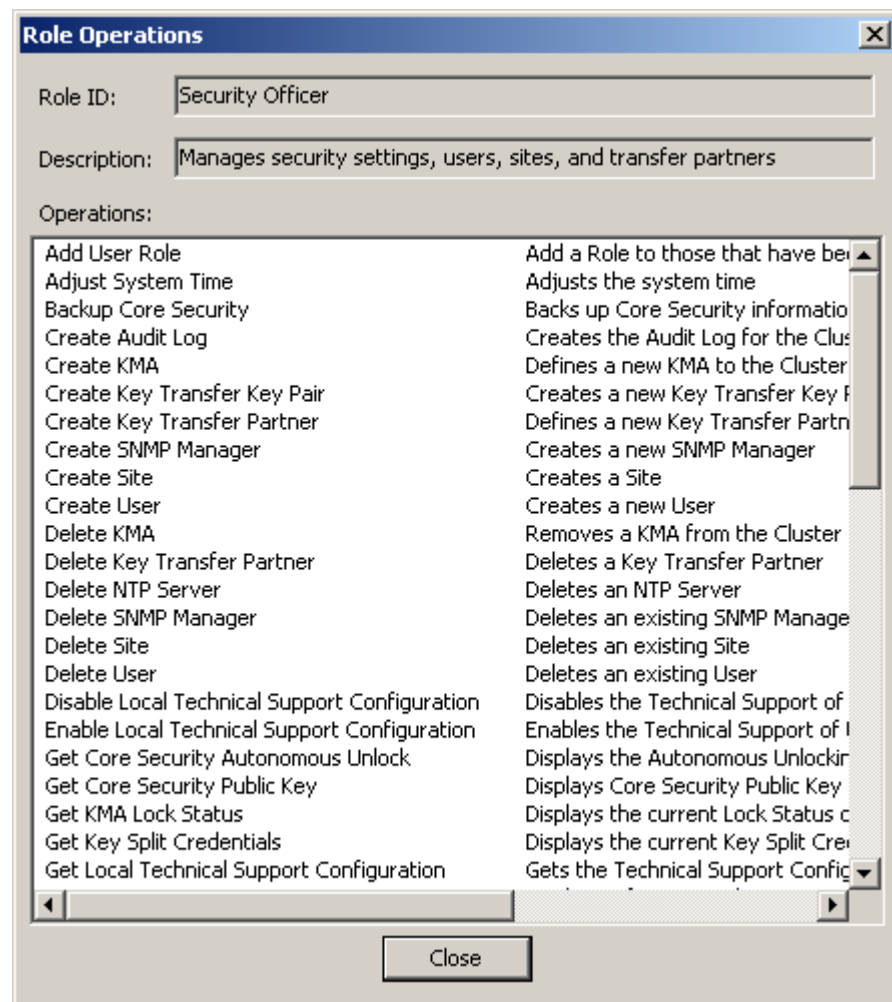 Role Operations
Role ID: Security Officer
Description: Manages security settings, users, sites, and transfer partners
Operations:
Add User Role Add a Role to those that have
Adjust System Time Adjusts the system time
Backup Core Security Backs up Core Security
Create Audit Log Creates the Audit Log for the
Create KMA Defines a new KMA to the Cluster
Create Key Transfer Key Pair Creates a new Key Transfer Key
Create Key Transfer Partner Defines a new Key Transfer
Create SNMP Manager Creates a new SNMP Manager
Create Site Creates a Site
Create User Creates a new User
Delete KMA Removes a KMA from the Cluster
Delete Key Transfer Partner Deletes a Key Transfer Partner
Delete NTP Server Deletes an NTP Server
Delete SNMP Manager Deletes an existing SNMP
Delete Site Deletes an existing Site
Delete User Deletes an existing User
Disable Local Technical Support Configuration Disables the Technical Support of
Enable Local Technical Support Configuration Enables the Technical Support of
Get Core Security Autonomous Unlock Displays the Autonomous
Get Core Security Public Key Displays Core Security Public Key
Get KMA Lock Status Displays the current Lock Status
Get Key Split Credentials Displays the current Key Split
Get Local Technical Support Configuration Gets the Technical Support
Close